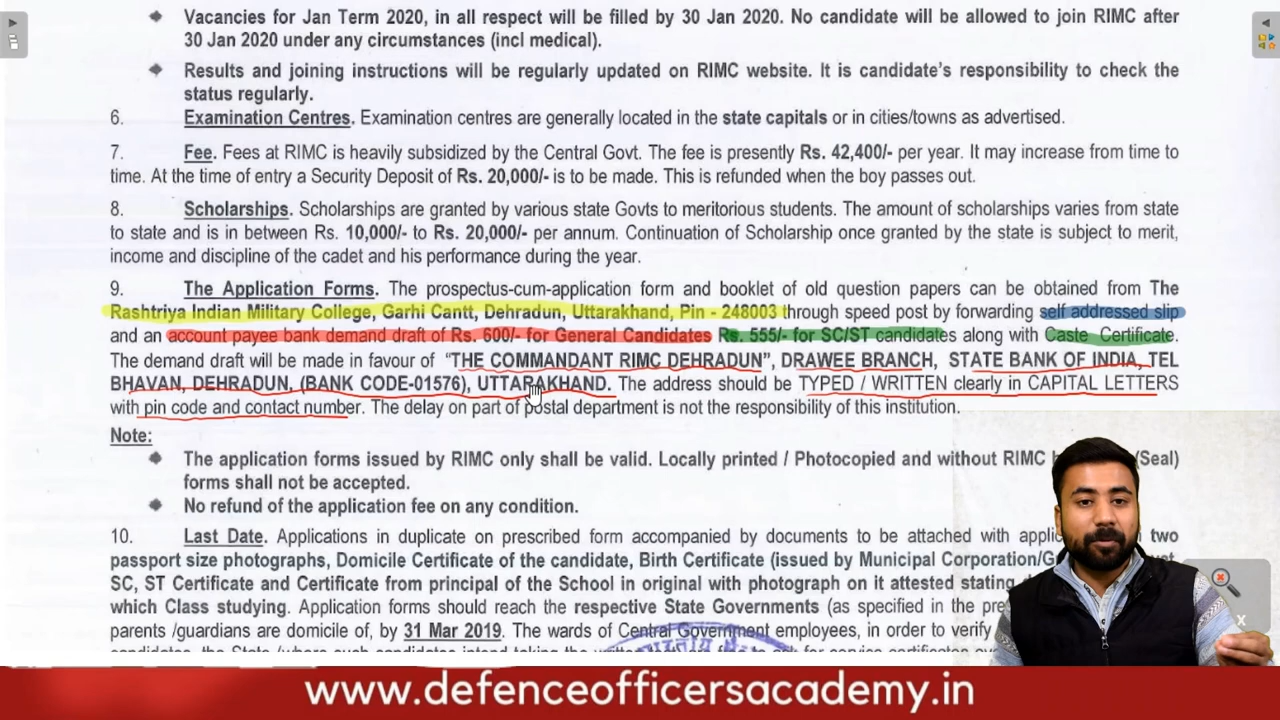 Vacancies for Jan Term 2020, in all respect will be filled by 30 Jan 2020. No candidate will be allowed to join RIMC after
30 Jan 2020 under any circumstances (incl medical).
Results and joining instructions will be regularly updated on RIMC website. It is candidate's responsibility to check the
status regularly.
6. Examination Centres. Examination centres are generally located in the state capitals or in cities/towns as advertised.
7. Fee. Fees at RIMC is heavily subsidized by the Central Govt. The fee is presently Rs. 42,400/- per year. It may increase from time to
time. At the time of entry a Security Deposit of Rs. 20,000/- is to be made. This is refunded when the boy passes out.
8. Scholarships. Scholarships are granted by various state Govts to meritorious students. The amount of scholarships varies from state
to state and is in between Rs. 10,000/- to Rs. 20,000/- per annum. Continuation of Scholarship once granted by the state is subject to merit,
income and discipline of the cadet and his performance during the year.
9. The Application Forms. The prospectus-cum-application form and booklet of old question papers can be obtained from The
Rashtriya Indian Military College, Garhi Cantt, Dehradun, Uttarakhand, Pin - 248003 through speed post by forwarding self addressed slip
and an account payee bank demand draft of Rs. 600/- for General Candidates Rs. 555/- for SC/ST candidates along with Caste Certificate.
The demand draft will be made in favour of "THE COMMANDANT RIMC DEHRADUN", DRAWEE BRANCH, STATE BANK OF INDIA, TEL
BHAVAN, DEHRADUN, (BANK CODE-01576), UTTARAKHAND. The address should be TYPED / WRITTEN clearly in CAPITAL LETTERS
with pin code and contact number. The delay on part of postal department is not the responsibility of this institution.
Note:
The application forms issued by RIMC only shall be valid. Locally printed / Photocopied and without RIMC (Seal)
forms shall not be accepted.
No refund of the application fee on any condition.
10. Last Date. Applications in duplicate on prescribed form accompanied by documents to be attached with two
passport size photographs, Domicile Certificate of the candidate, Birth Certificate (issued by Municipal
SC, ST Certificate and Certificate from principal of the School in original with photograph on it attested stating
which Class studying. Application forms should reach the respective State Governments (as specified in the
parents /guardians are domicile of, by 31 Mar 2019. The wards of Central Government employees, in order to verify
www.defenceofficersacademy.in